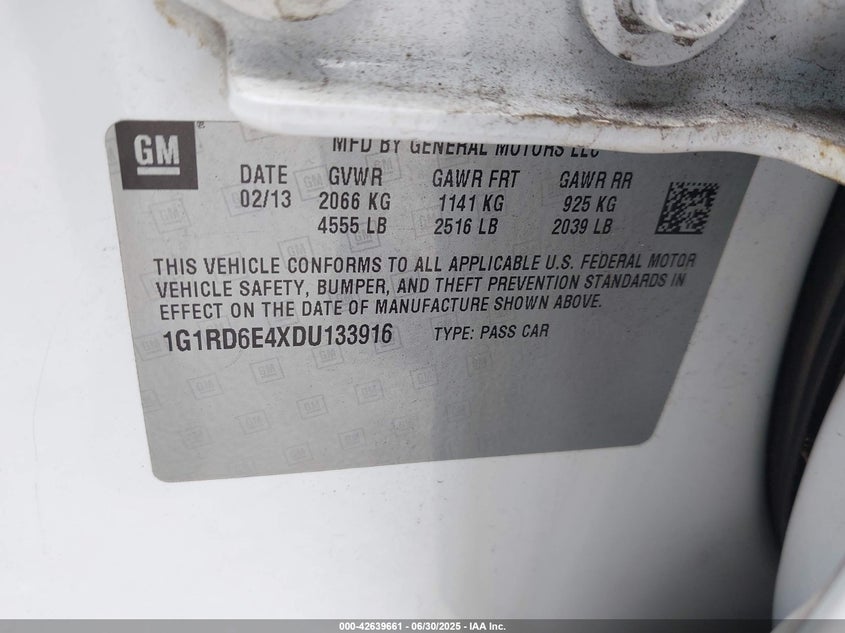 GM
MFD BY GENERAL MOTORS LLC
DATE GVWR GAWR FRT GAWR RR
02/13 2066 KG 1141 KG 925 KG
4555 LB 2516 LB 2039 LB
THIS VEHICLE CONFORMS TO ALL APPLICABLE U.S. FEDERAL MOTOR
VEHICLE SAFETY, BUMPER, AND THEFT PREVENTION STANDARDS IN
EFFECT ON THE DATE OF MANUFACTURE SHOWN ABOVE.
1G1RD6E4XDU133916 TYPE: PASS CAR
000-42639661 - 06/30/2025 - IAA Inc.